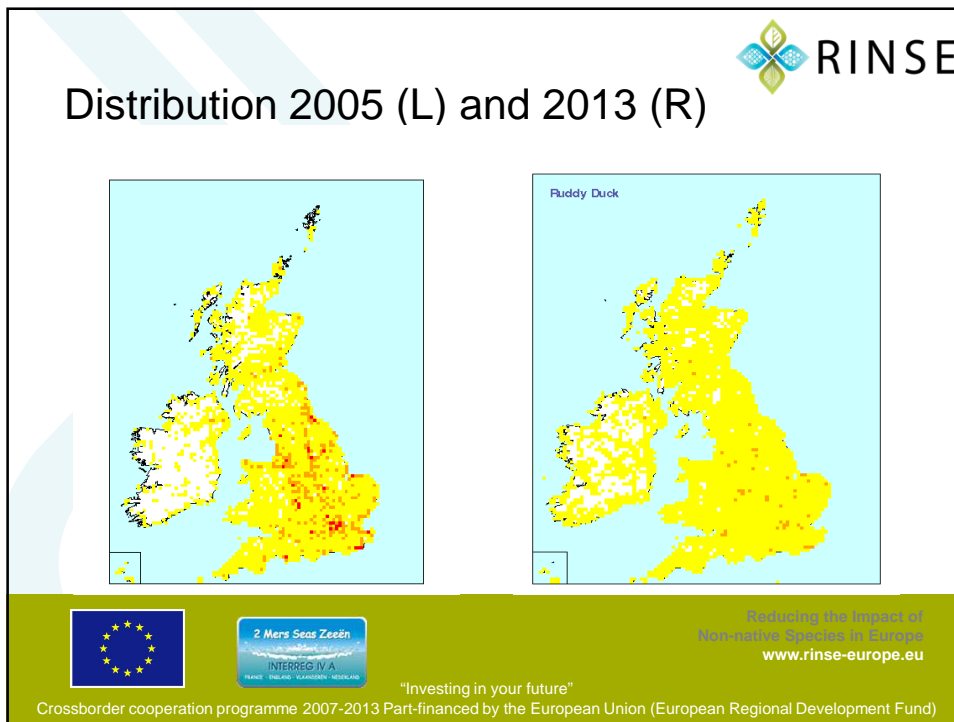 RINSE
Distribution 2005 (L) and 2013 (R)
Ruddy Duck
2 Mers Seas Zeeën
INTERREG IV A
FRANCE - ENGLAND - VLAANDEREN - NEDERLAND
Reducing the Impact of
Non-native Species in Europe
www.rinse-europe.eu
“Investing in your future”
Crossborder cooperation programme 2007-2013 Part-financed by the European Union (European Regional Development Fund)